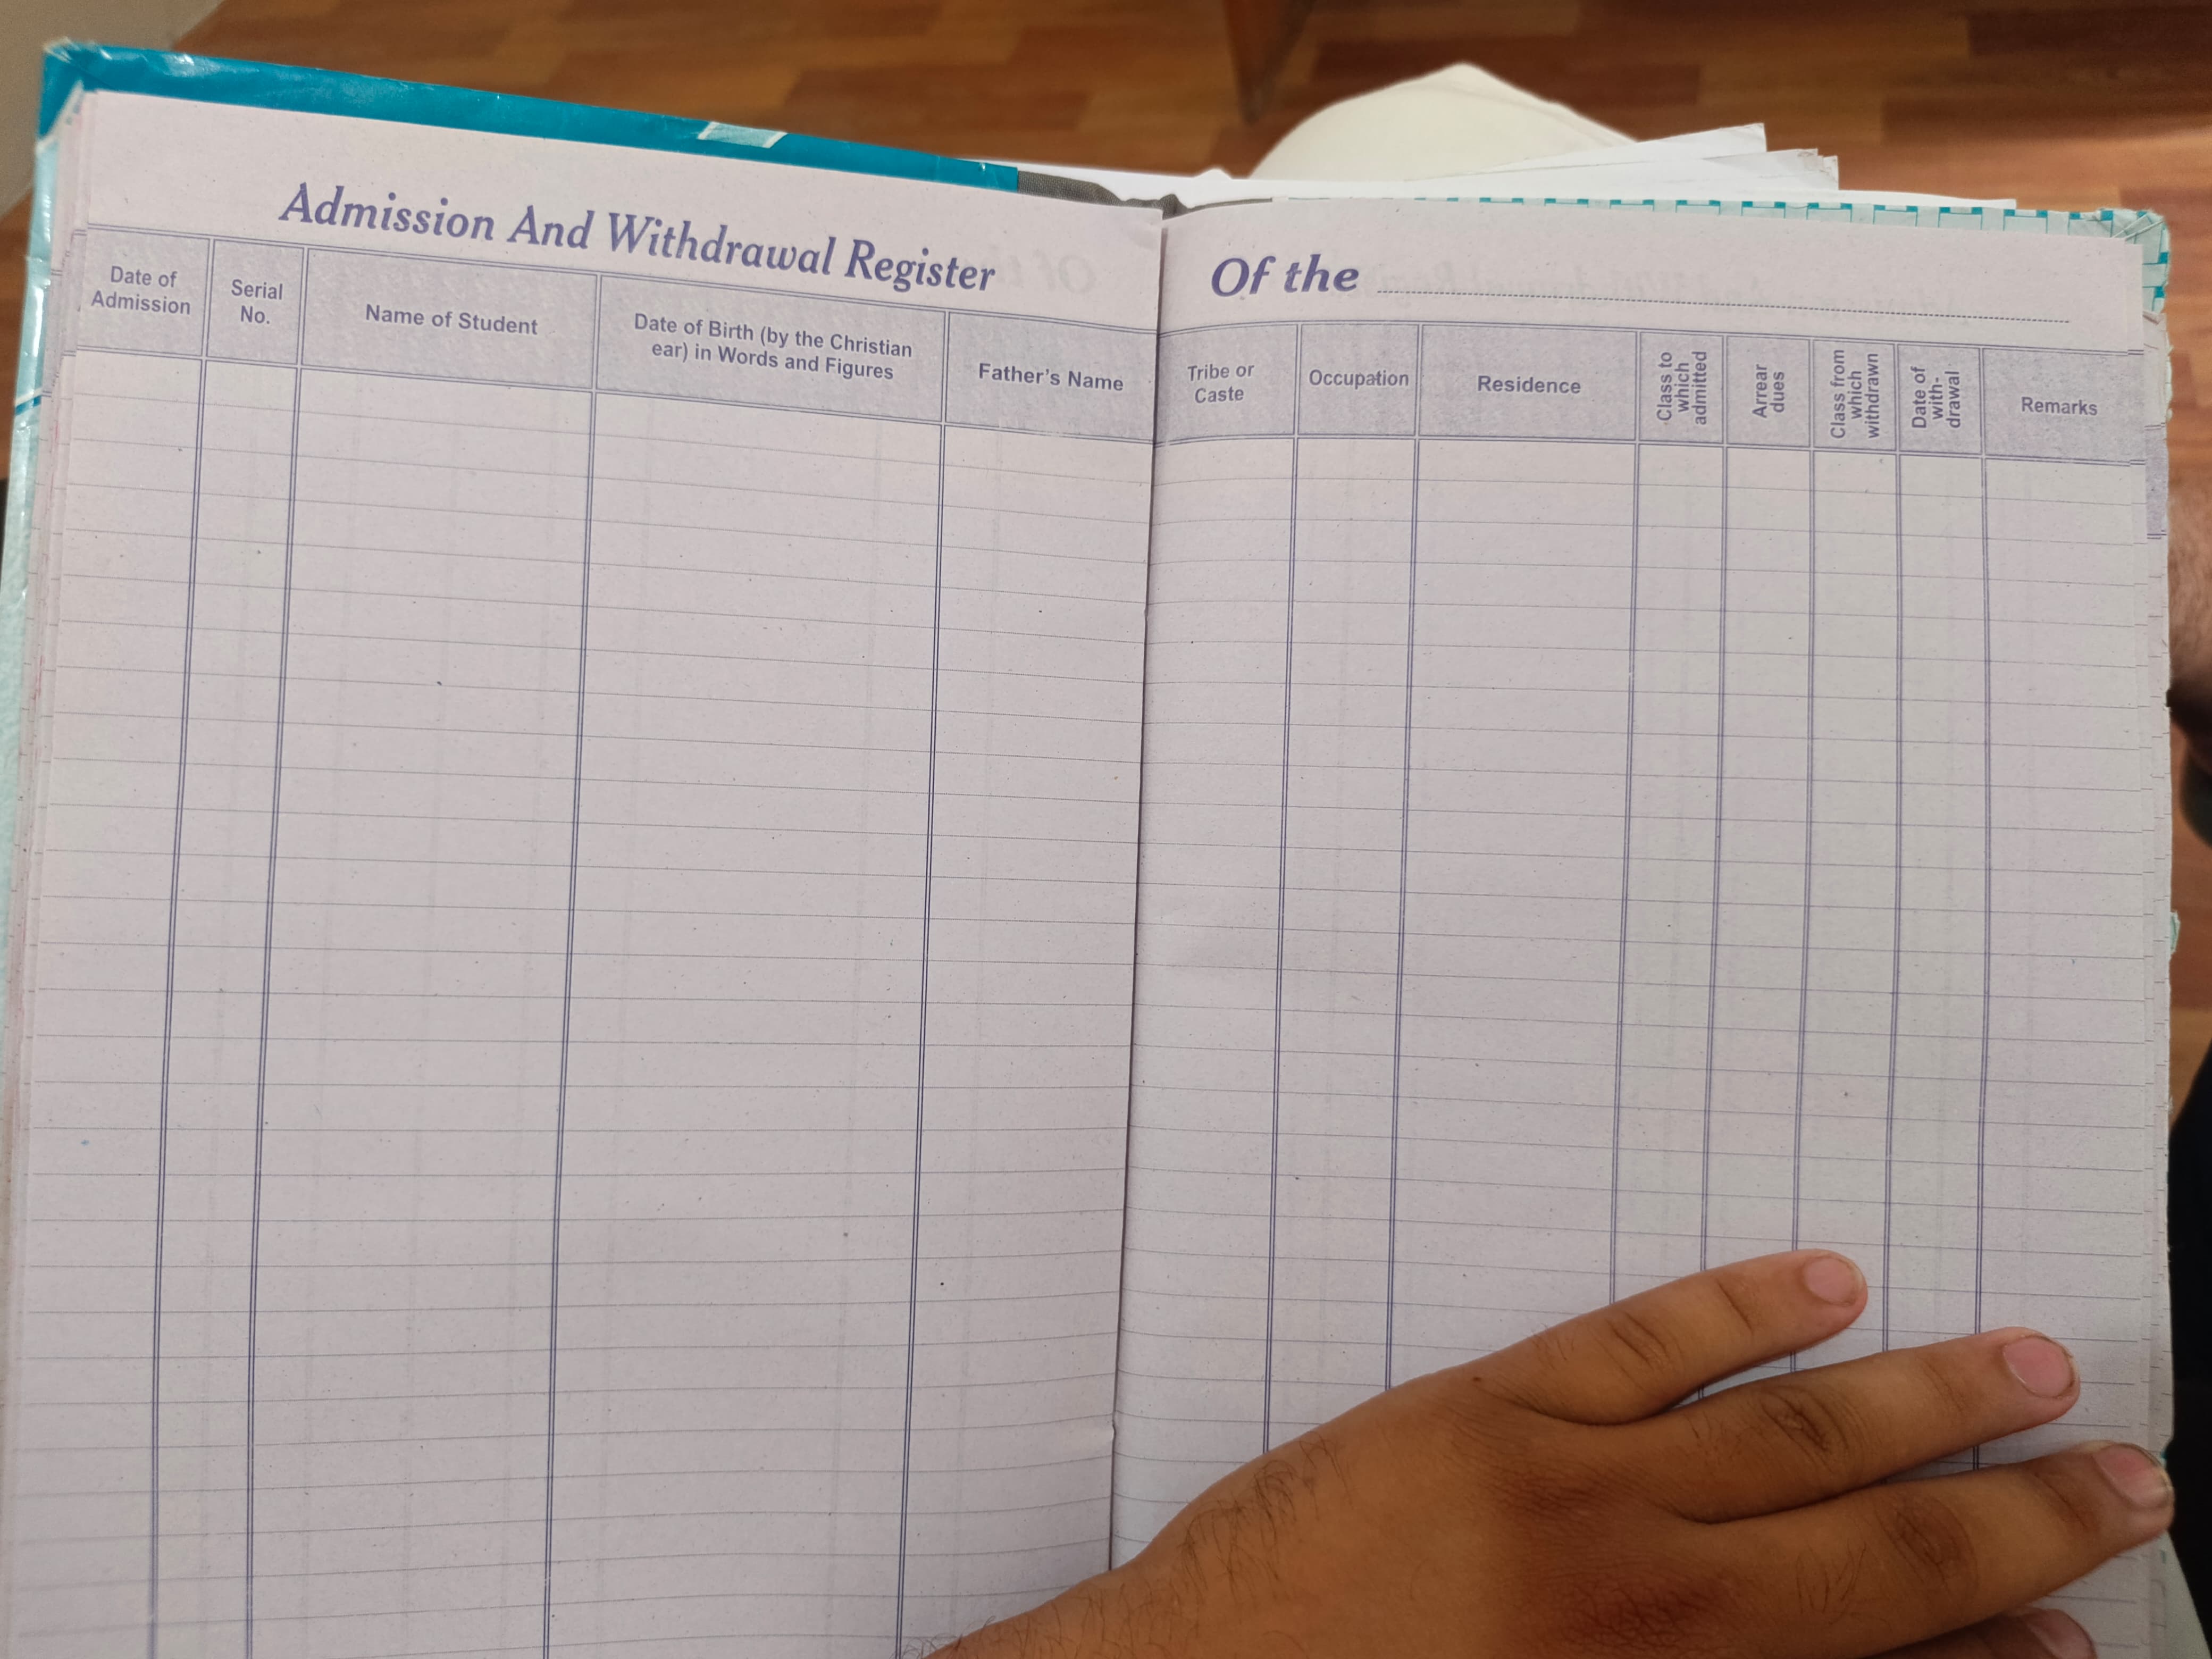 Admission And Withdrawal Register
Of the
Date of
Admission
Serial
No.
Name of Student
Date of Birth (by the Christian
ear) in Words and Figures
Father's Name
Tribe or
Caste
Occupation
Residence
Class to
which
admitted
Arrear
dues
Class from
which
withdrawn
Date of
with-
drawal
Remarks